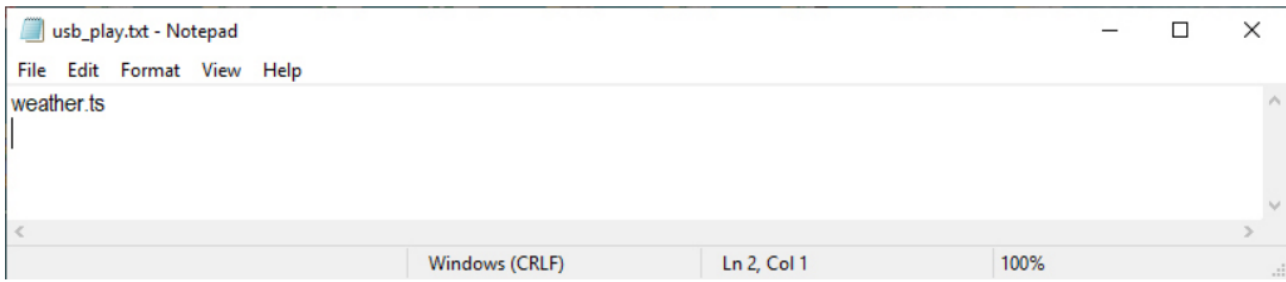 usb_play.txt - Notepad
File Edit Format View Help
weather.ts
Windows (CRLF) Ln 2, Col 1 100%